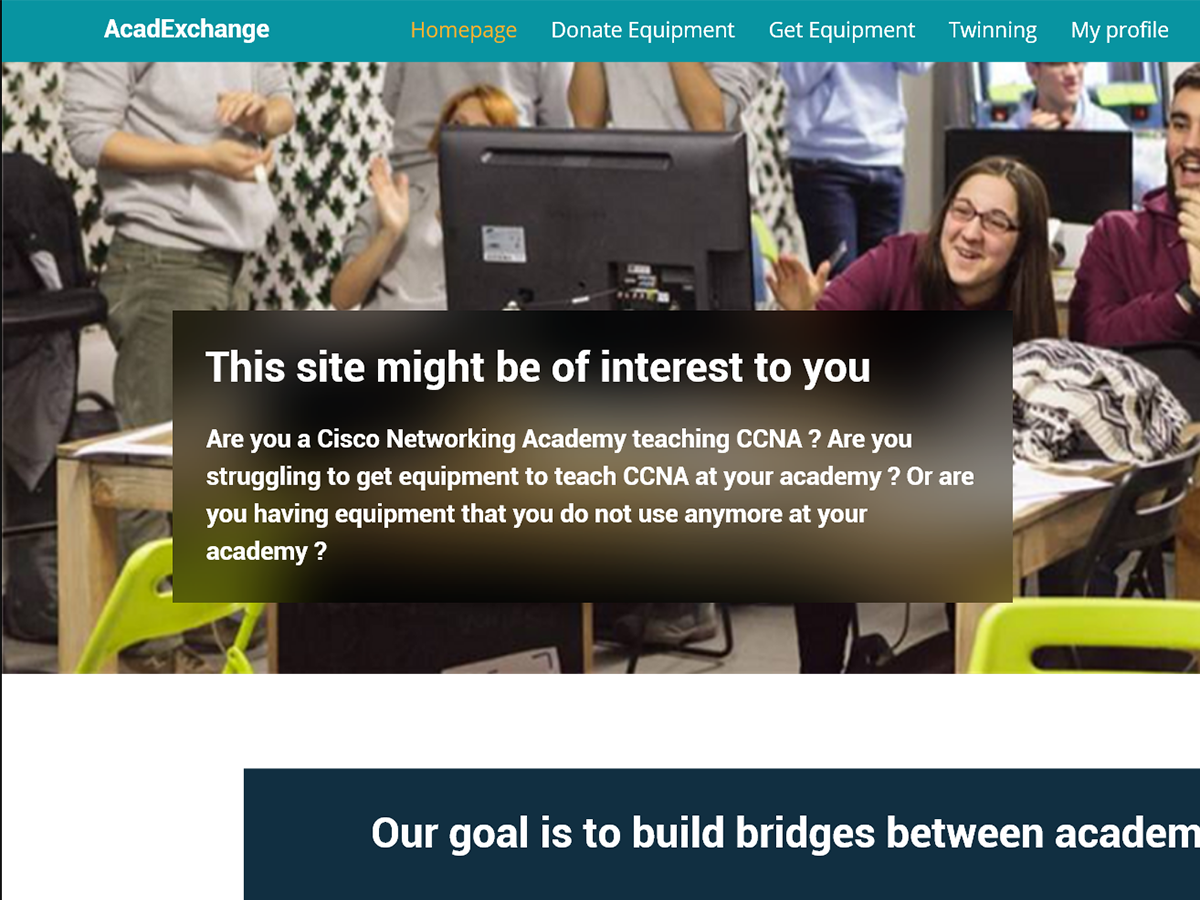 AcadExchange Homepage Donate Equipment Get Equipment Twinning My profile
This site might be of interest to you
Are you a Cisco Networking Academy teaching CCNA ? Are you
struggling to get equipment to teach CCNA at your academy ? Or are
you having equipment that you do not use anymore at your
academy ?
Our goal is to build bridges between academ